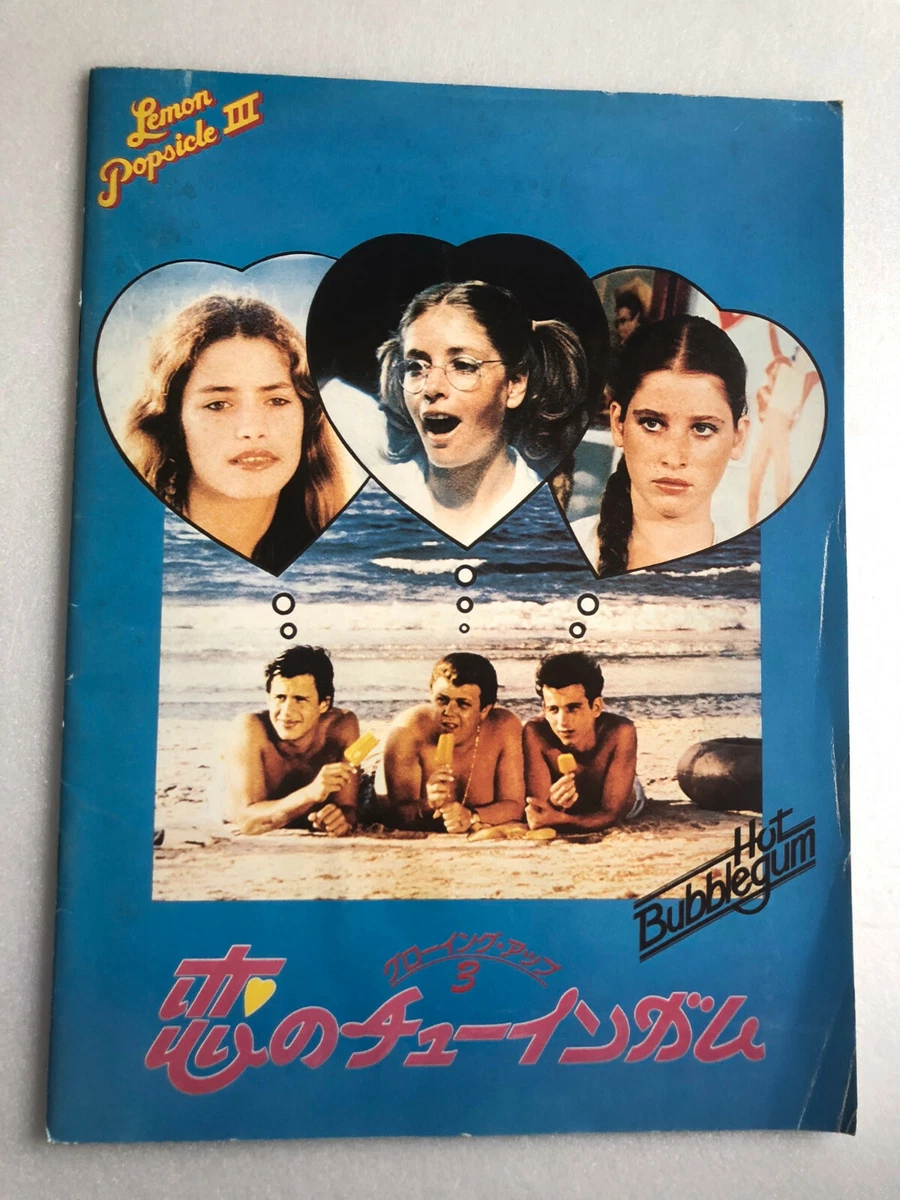 Lemon
Popsicle III
Hot
Bubblegum
グローイング・アップ
3
恋のチューインガム